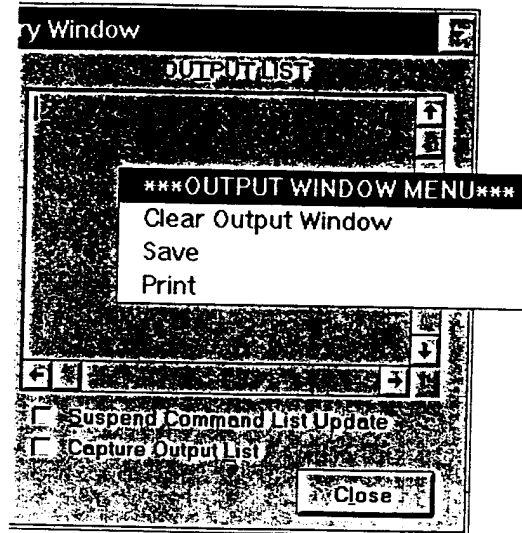 ry Window
OUTPUT LIST
***OUTPUT WINDOW MENU***
Clear Output Window
Save
Print
Suspend Command List Update
Capture Output List
Close